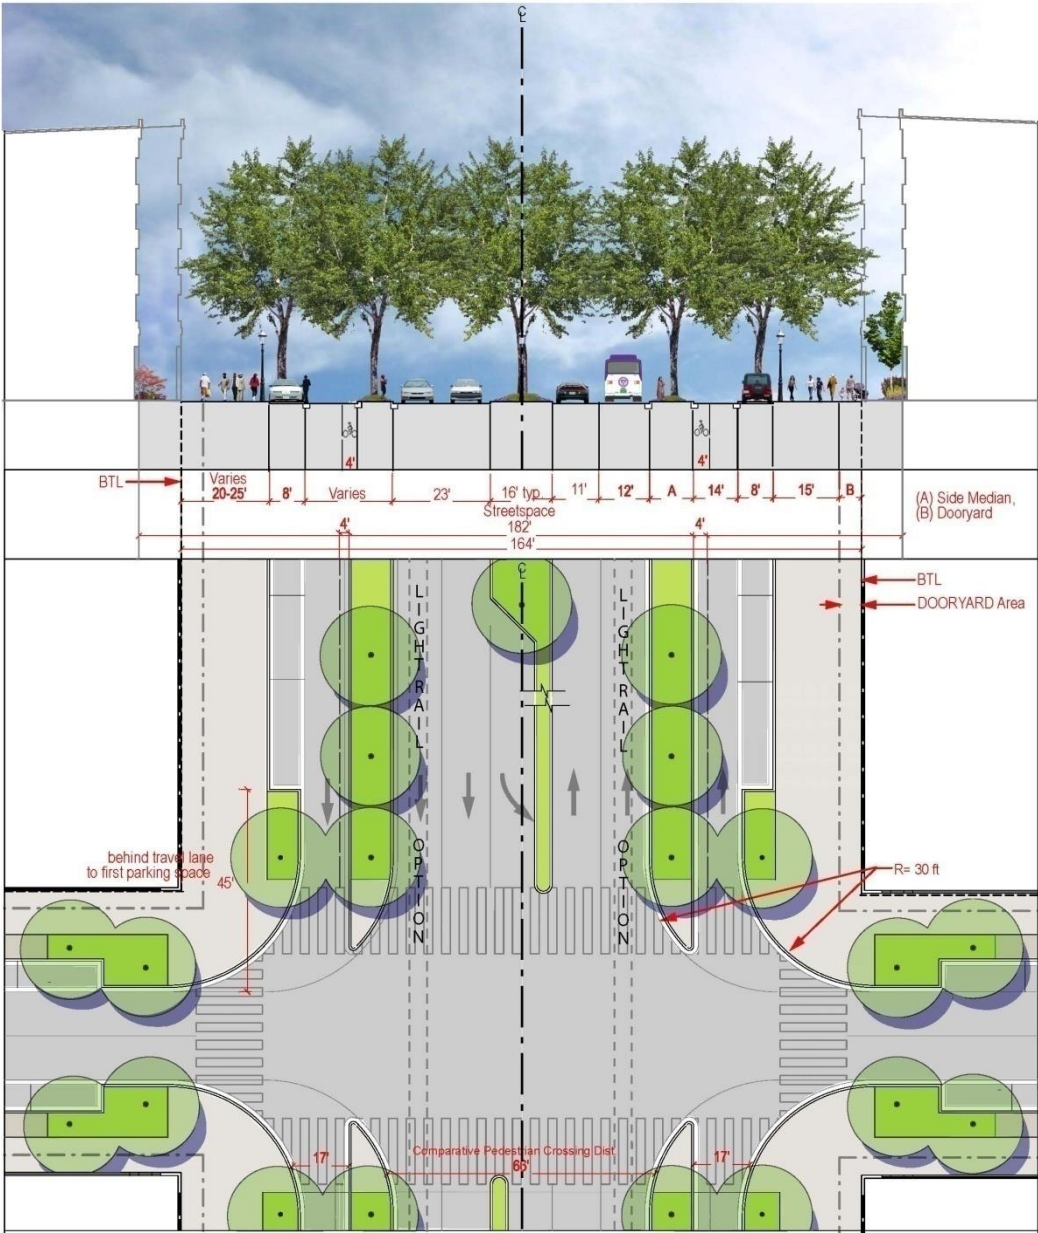 ℄
4'
4'
BTL
Varies
20-25'
8'
Varies
23'
16' typ.
11'
12'
A
14'
8'
15'
B
(A) Side Median,
(B) Dooryard
Streetspace
182'
4'
4'
164'
℄
BTL
DOORYARD Area
LIGHT RAIL OPTION
LIGHT RAIL OPTION
behind travel lane
to first parking space
45'
R= 30 ft
Comparative Pedestrian Crossing Dist.
17'
66'
17'